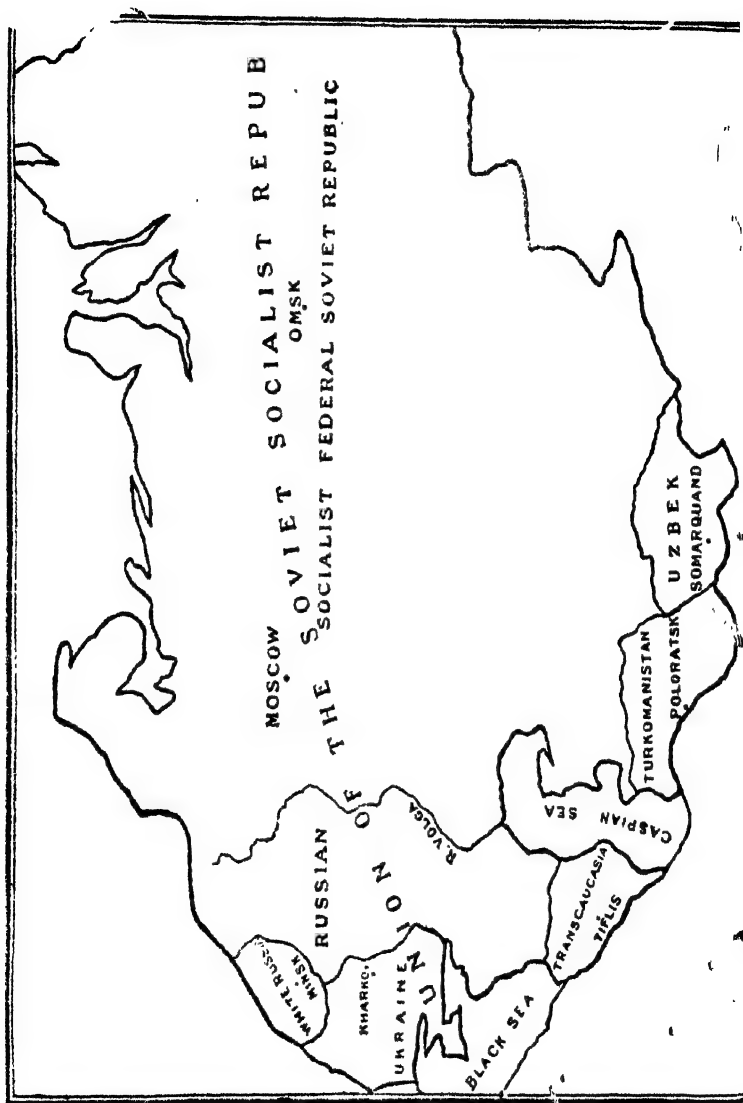 UNION OF THE SOVIET SOCIALIST REPUB
RUSSIAN SOCIALIST FEDERAL SOVIET REPUBLIC
OMSK
MOSCOW
R. VOLGA
WHITE RUSS
MINSK
KHARKO
UKRAINE
BLACK SEA
TRANSCAUCASIA
TIFLIS
CASPIAN SEA
TURKOMANISTAN
POLORATSK
UZBEK
SOMARQUAND